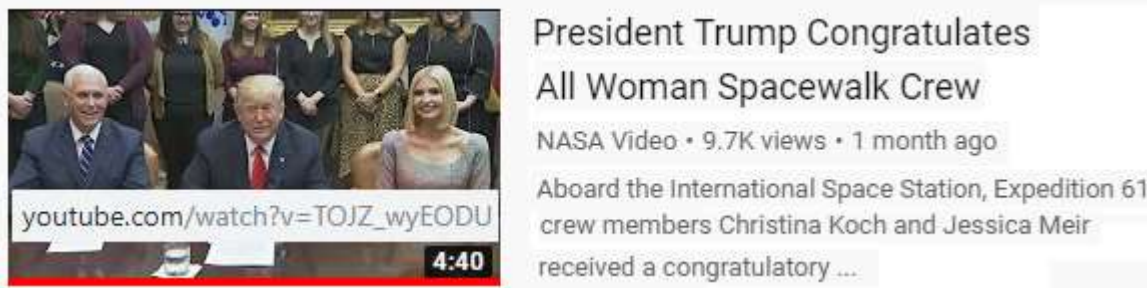 President Trump Congratulates
All Woman Spacewalk Crew
NASA Video • 9.7K views • 1 month ago
Aboard the International Space Station, Expedition 61
crew members Christina Koch and Jessica Meir
received a congratulatory ...
youtube.com/watch?v=TOJZ_wyEODU
4:40